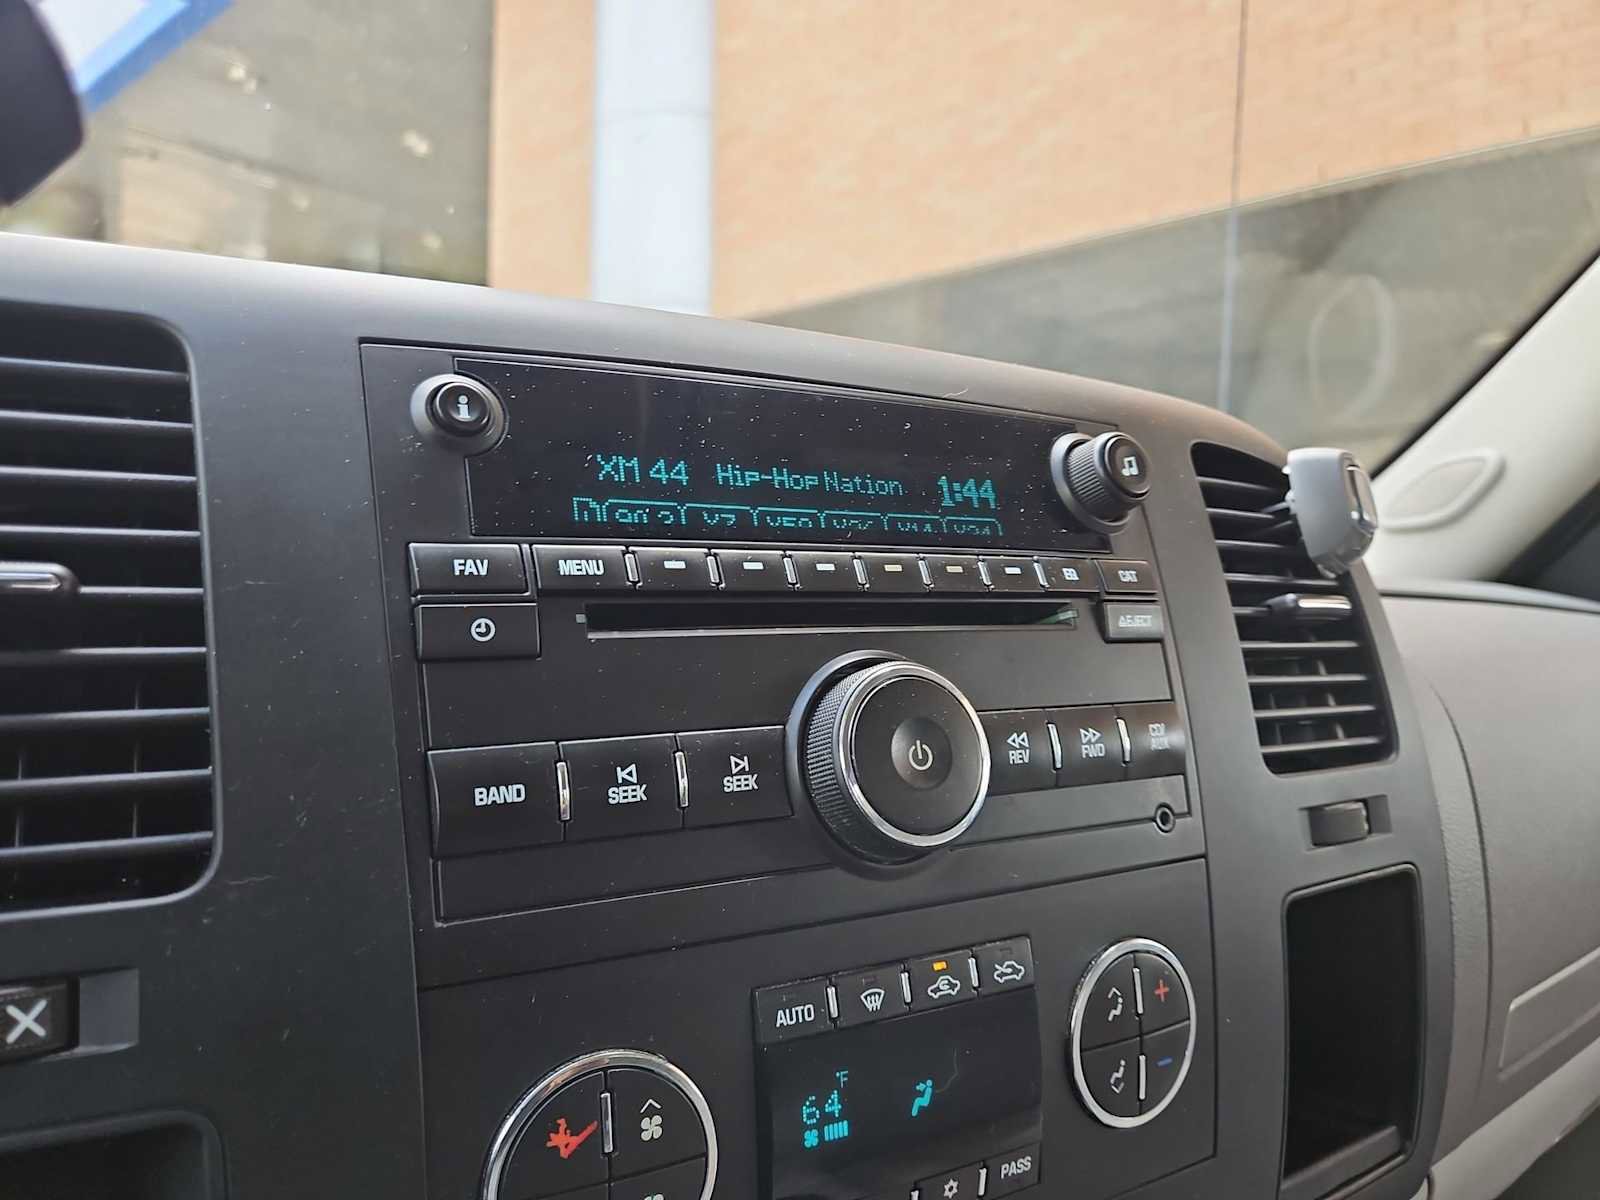 i
XM 44 Hip-Hop Nation 1:44
FAV MENU EQ CAT
EJECT
BAND SEEK SEEK REV FWD CD/AUX
AUTO
64 °F
PASS